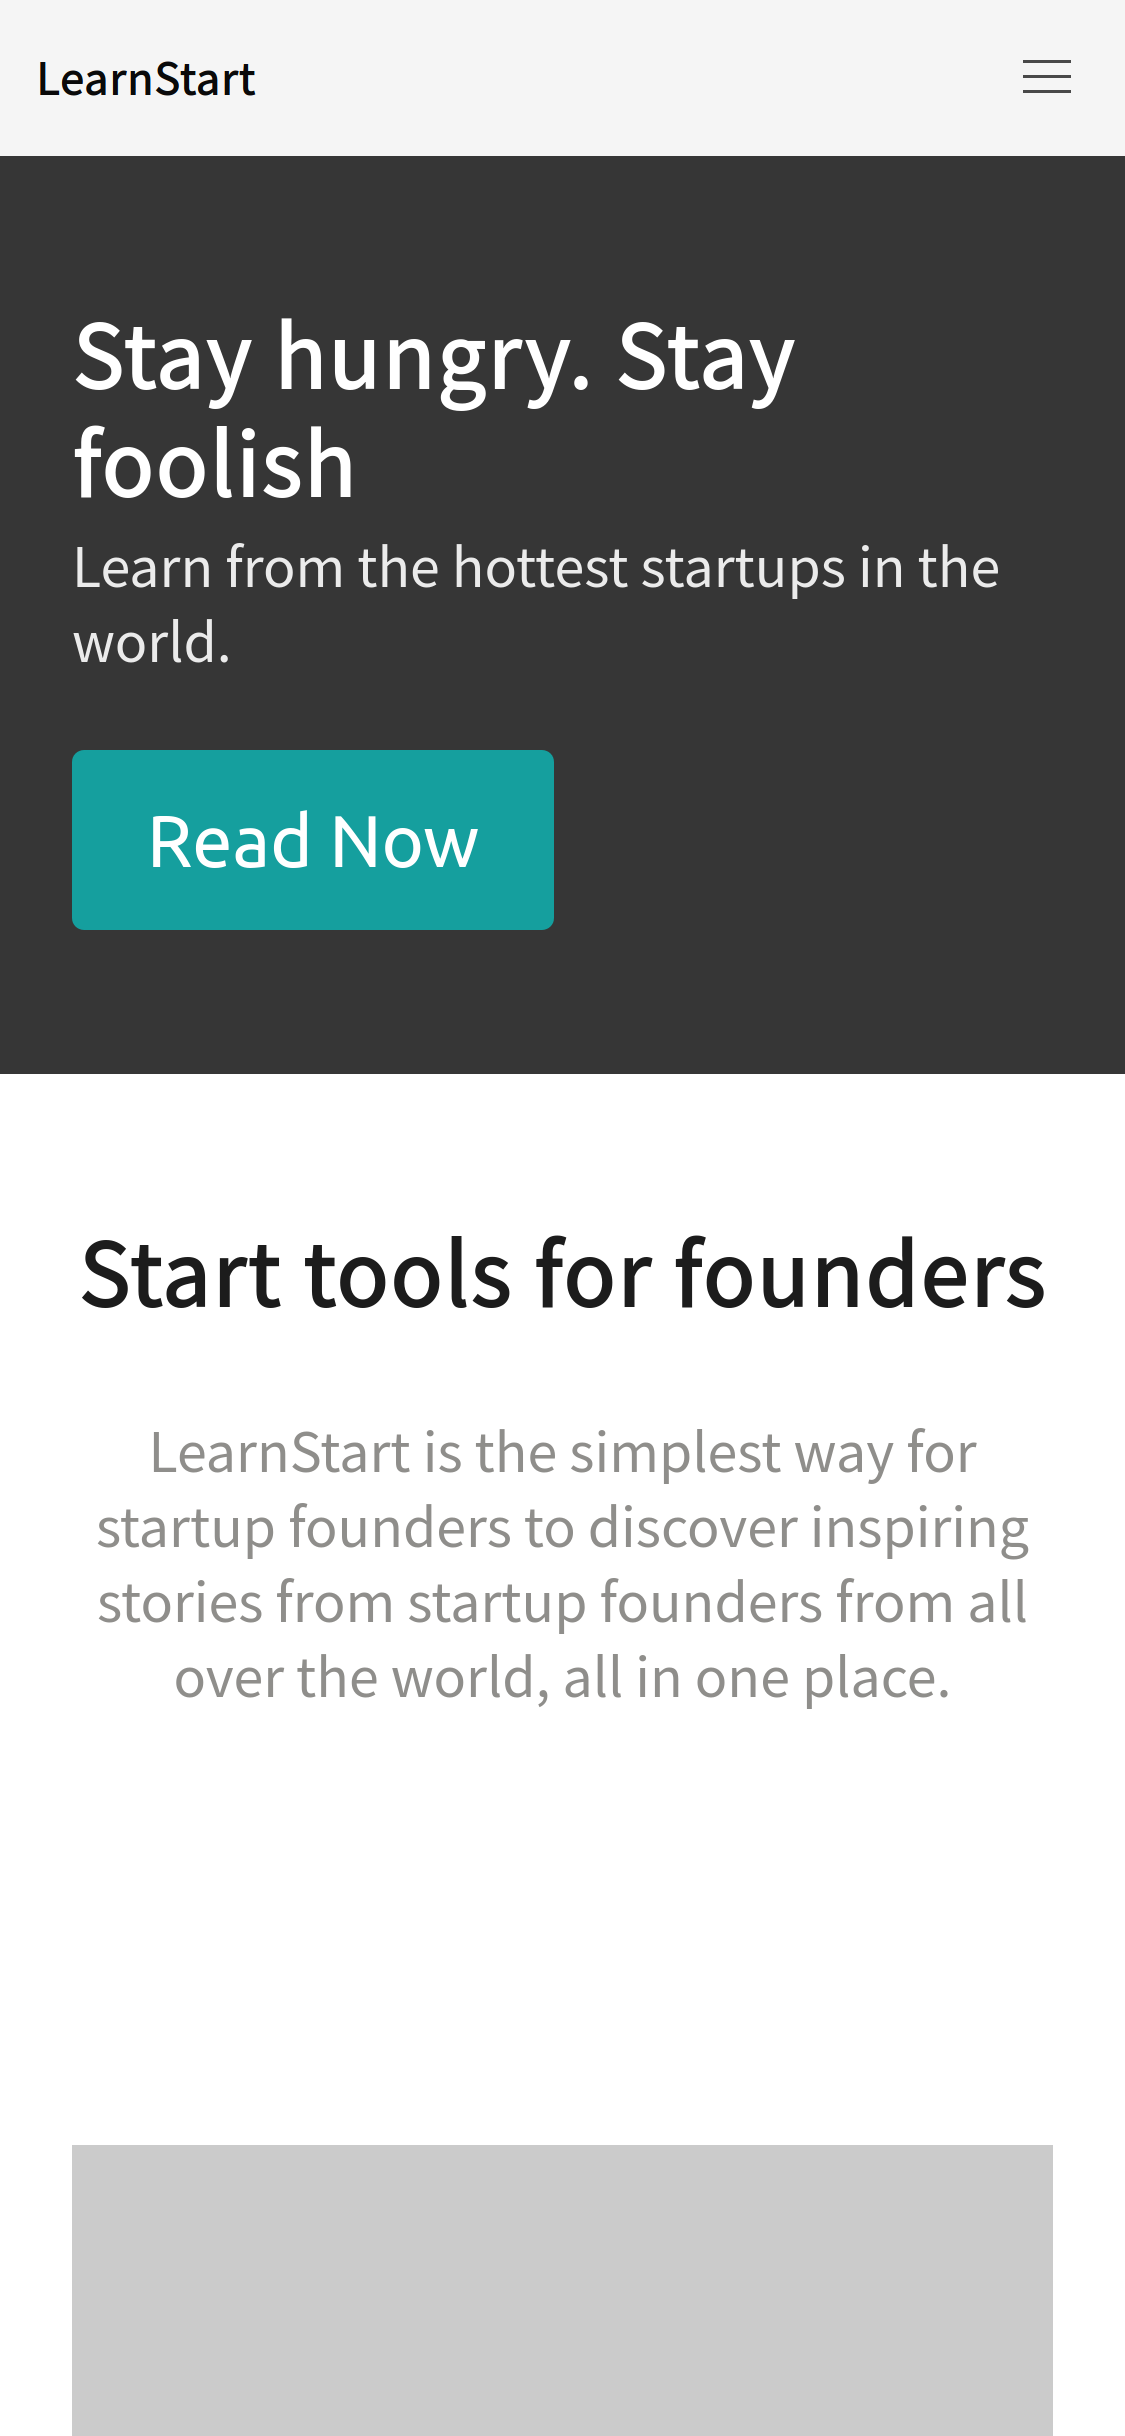 LearnStart
Stay hungry. Stay
foolish
Learn from the hottest startups in the
world.
Read Now
Start tools for founders
LearnStart is the simplest way for
startup founders to discover inspiring
stories from startup founders from all
over the world, all in one place.